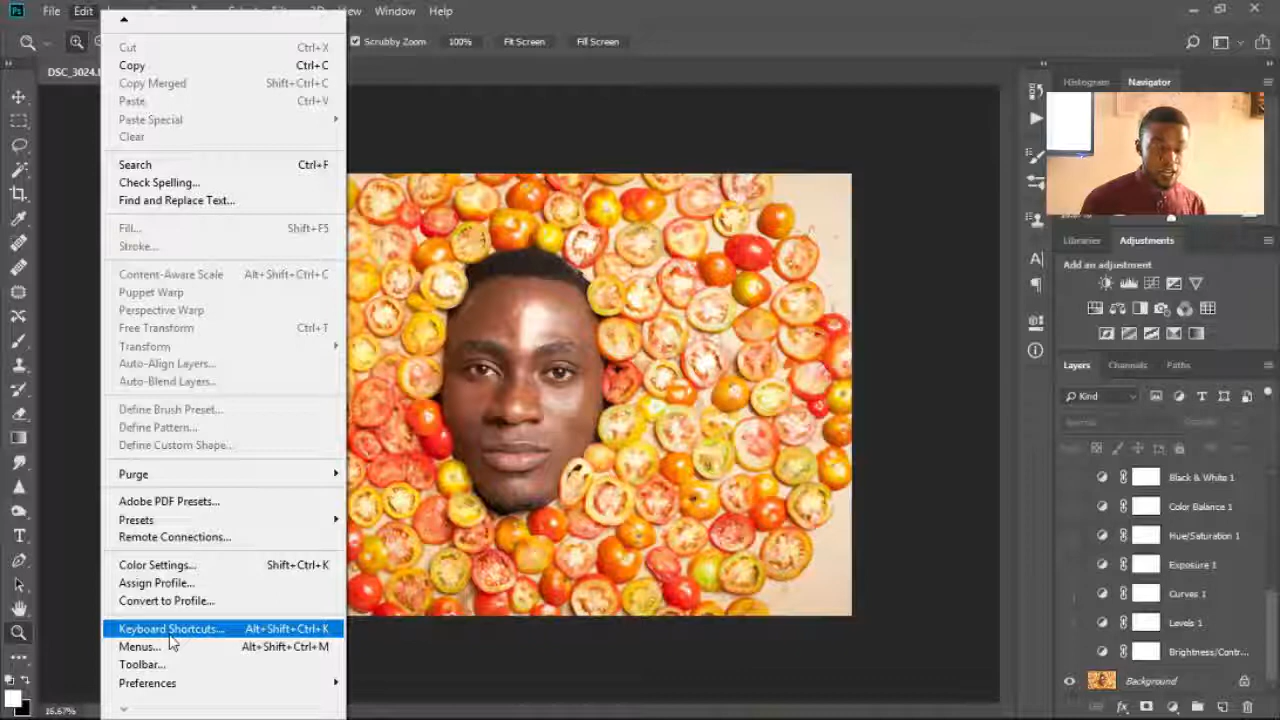 Ps File Edit View Window Help
Scrubby Zoom 100% Fit Screen Fill Screen
DSC_3024.
Cut Ctrl+X
Copy Ctrl+C
Copy Merged Shift+Ctrl+C
Paste Ctrl+V
Paste Special
Clear
Search Ctrl+F
Check Spelling...
Find and Replace Text...
Fill... Shift+F5
Stroke...
Content-Aware Scale Alt+Shift+Ctrl+C
Puppet Warp
Perspective Warp
Free Transform Ctrl+T
Transform
Auto-Align Layers...
Auto-Blend Layers...
Define Brush Preset...
Define Pattern...
Define Custom Shape...
Purge
Adobe PDF Presets...
Presets
Remote Connections...
Color Settings... Shift+Ctrl+K
Assign Profile...
Convert to Profile...
Keyboard Shortcuts... Alt+Shift+Ctrl+K
Menus... Alt+Shift+Ctrl+M
Toolbar...
Preferences
16.67%
Histogram Navigator
Libraries Adjustments
Add an adjustment
Layers Channels Paths
Kind
Normal
Black & White 1
Color Balance 1
Hue/Saturation 1
Exposure 1
Curves 1
Levels 1
Brightness/Contr...
Background